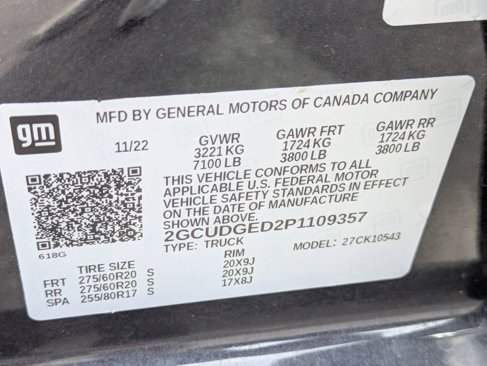 MFD BY GENERAL MOTORS OF CANADA COMPANY
gm
11/22
GVWR GAWR FRT GAWR RR
3221 KG 1724 KG 1724 KG
7100 LB 3800 LB 3800 LB
THIS VEHICLE CONFORMS TO ALL
APPLICABLE U.S. FEDERAL MOTOR
VEHICLE SAFETY STANDARDS IN EFFECT
ON THE DATE OF MANUFACTURE
SHOWN ABOVE.
2GCUDGED2P1109357
618G
TYPE: TRUCK MODEL: 27CK10543
TIRE SIZE RIM
FRT 275/60R20 S 20X9J
RR 275/60R20 S 20X9J
SPA 255/80R17 S 17X8J